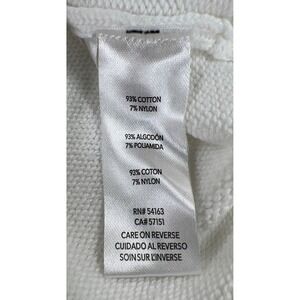 93% COTTON
7% NYLON
93% ALGODÓN
7% POLIAMIDA
93% COTON
7% NYLON
RN# 54163
CA# 57151
CARE ON REVERSE
CUIDADO AL REVERSO
SOIN SUR L'INVERSE